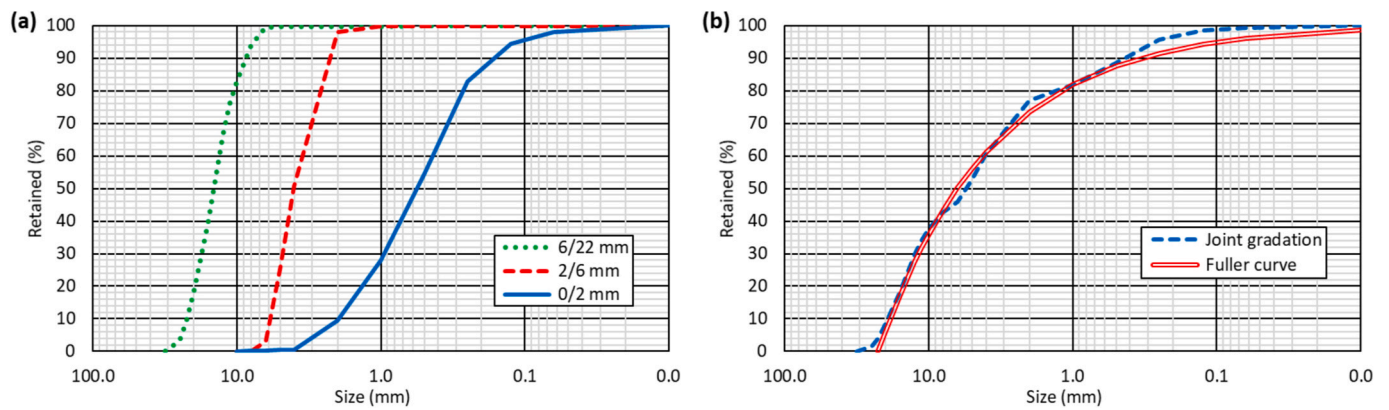 (a)
Retained (%)
100
90
80
70
60
50
40
30
20
10
0
6/22 mm
2/6 mm
0/2 mm
100.0 10.0 1.0 0.1 0.0
Size (mm)
(b)
Retained (%)
100
90
80
70
60
50
40
30
20
10
0
Joint gradation
Fuller curve
100.0 10.0 1.0 0.1 0.0
Size (mm)